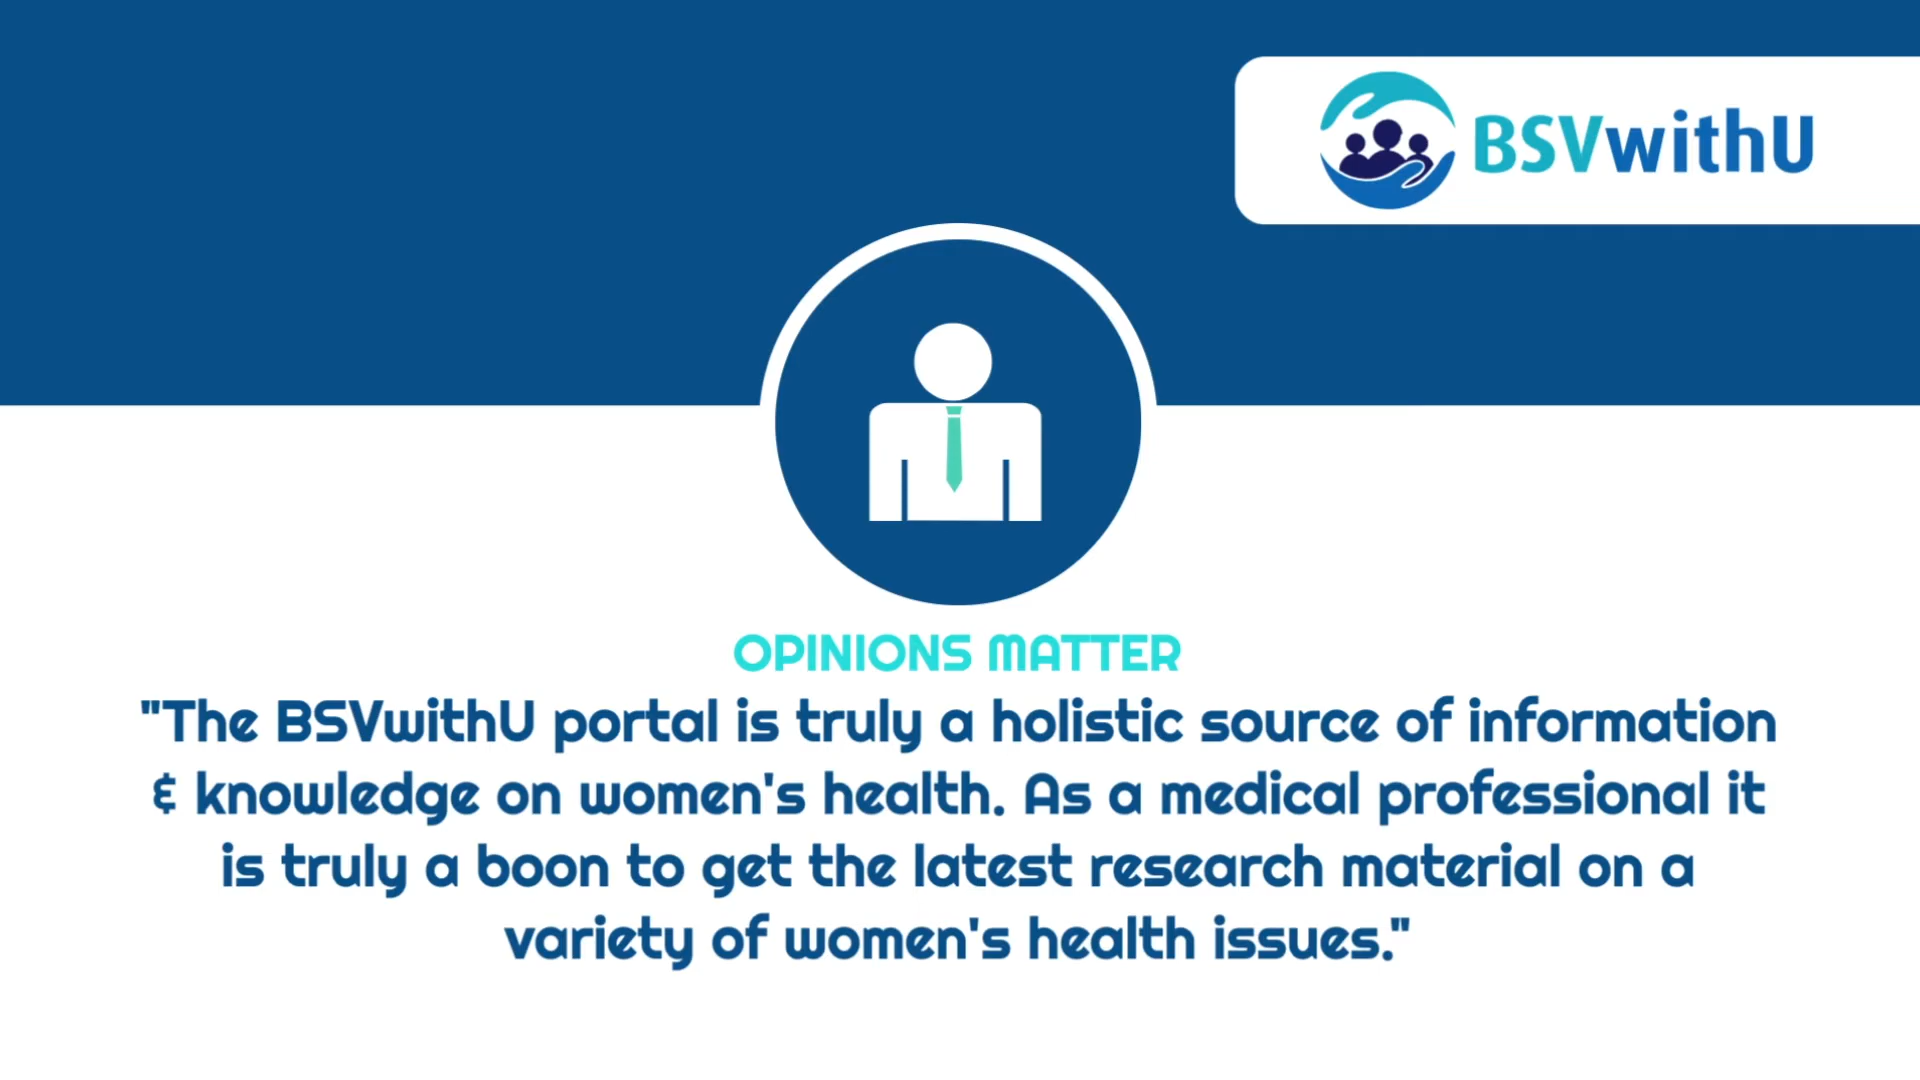 BSVwithU
OPINIONS MATTER
"The BSVwithU portal is truly a holistic source of information
& knowledge on women's health. As a medical professional it
is truly a boon to get the latest research material on a
variety of women's health issues."